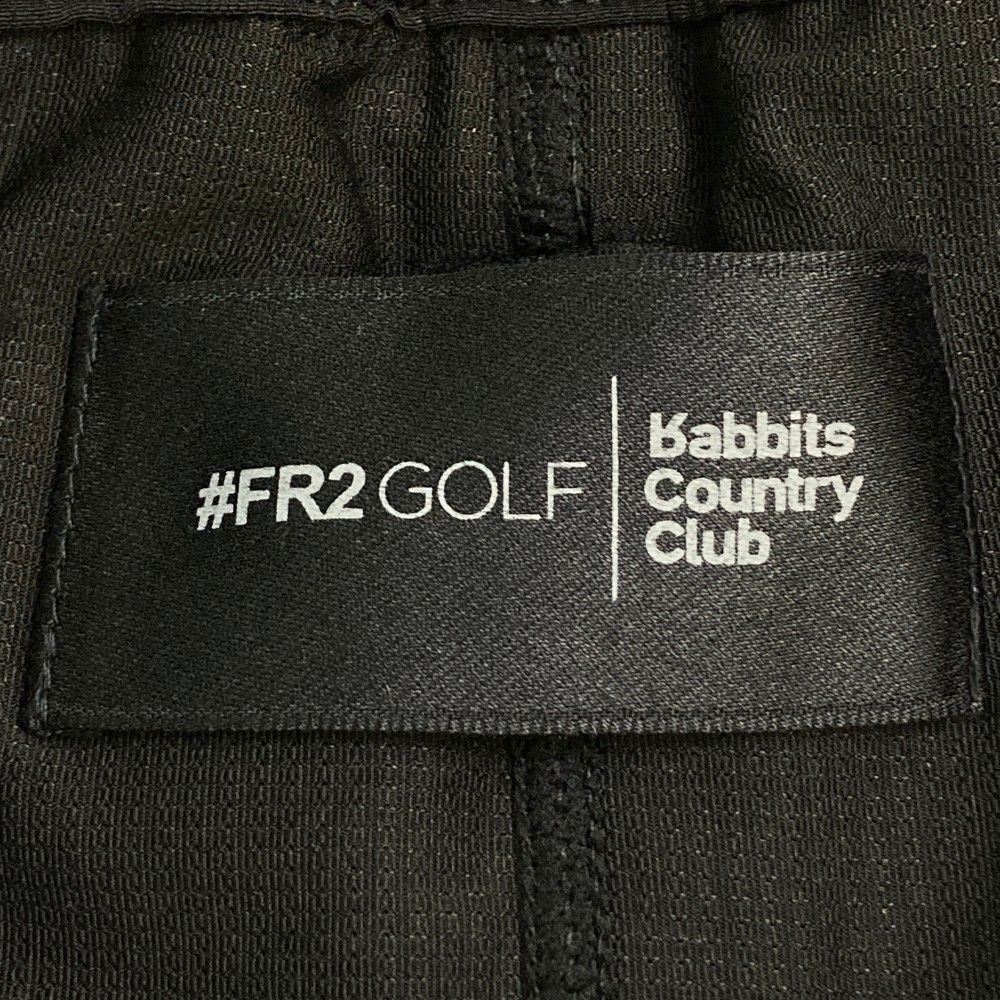 #FR2 GOLF
Rabbits
Country
Club